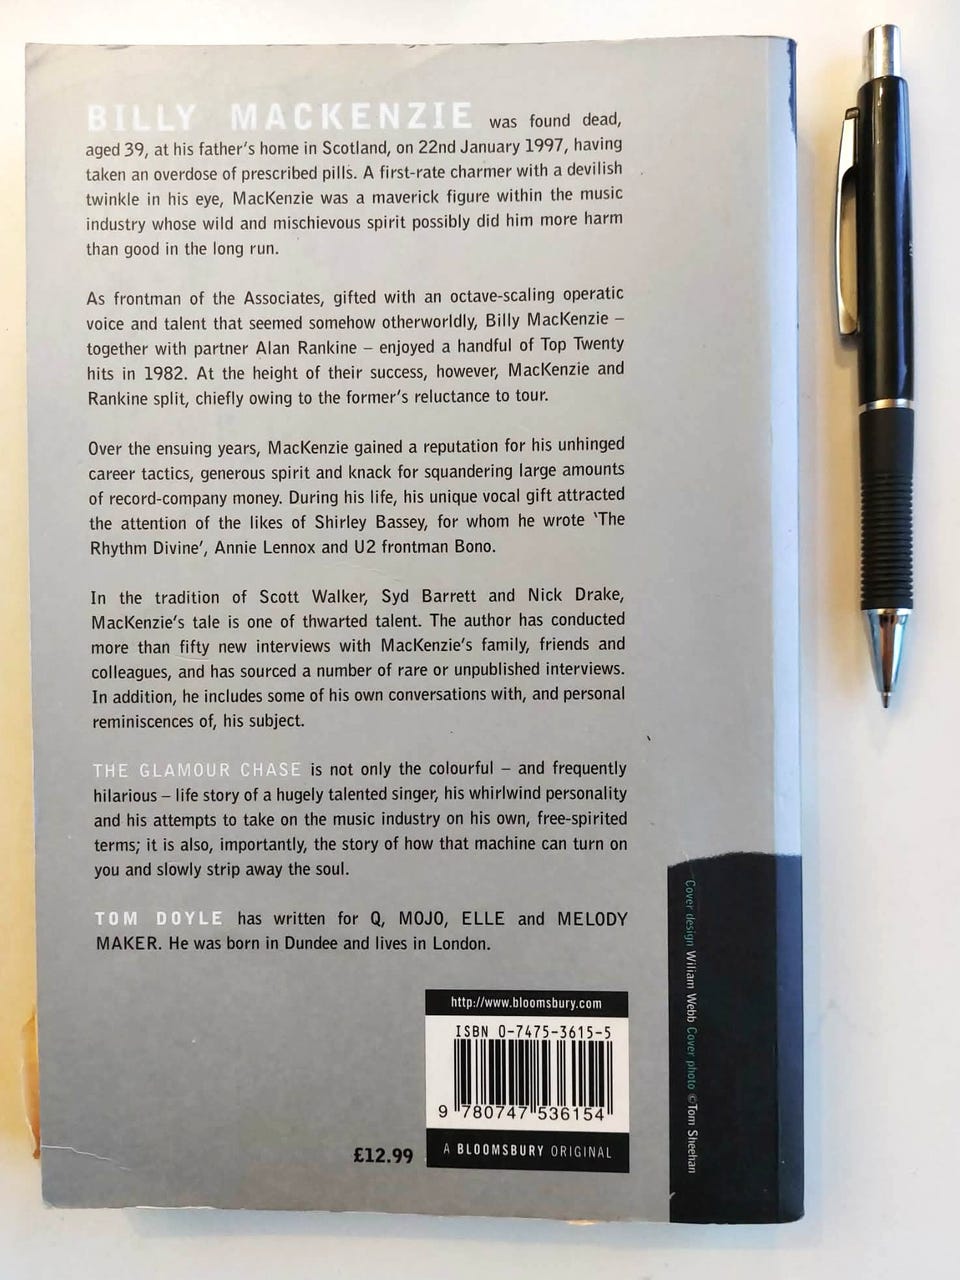 BILLY MACKENZIE was found dead,
aged 39, at his father's home in Scotland, on 22nd January 1997, having
taken an overdose of prescribed pills. A first-rate charmer with a devilish
twinkle in his eye, MacKenzie was a maverick figure within the music
industry whose wild and mischievous spirit possibly did him more harm
than good in the long run.
As frontman of the Associates, gifted with an octave-scaling operatic
voice and talent that seemed somehow otherworldly, Billy MacKenzie –
together with partner Alan Rankine – enjoyed a handful of Top Twenty
hits in 1982. At the height of their success, however, MacKenzie and
Rankine split, chiefly owing to the former's reluctance to tour.
Over the ensuing years, MacKenzie gained a reputation for his unhinged
career tactics, generous spirit and knack for squandering large amounts
of record-company money. During his life, his unique vocal gift attracted
the attention of the likes of Shirley Bassey, for whom he wrote 'The
Rhythm Divine', Annie Lennox and U2 frontman Bono.
In the tradition of Scott Walker, Syd Barrett and Nick Drake,
MacKenzie's tale is one of thwarted talent. The author has conducted
more than fifty new interviews with MacKenzie's family, friends and
colleagues, and has sourced a number of rare or unpublished interviews.
In addition, he includes some of his own conversations with, and personal
reminiscences of, his subject.
THE GLAMOUR CHASE is not only the colourful – and frequently
hilarious – life story of a hugely talented singer, his whirlwind personality
and his attempts to take on the music industry on his own, free-spirited
terms; it is also, importantly, the story of how that machine can turn on
you and slowly strip away the soul.
TOM DOYLE has written for Q, MOJO, ELLE and MELODY
MAKER. He was born in Dundee and lives in London.
http://www.bloomsbury.com
ISBN 0-7475-3615-5
9 780747 536154
A BLOOMSBURY ORIGINAL
£12.99
Cover design William Webb Cover photo ©Tom Sheehan